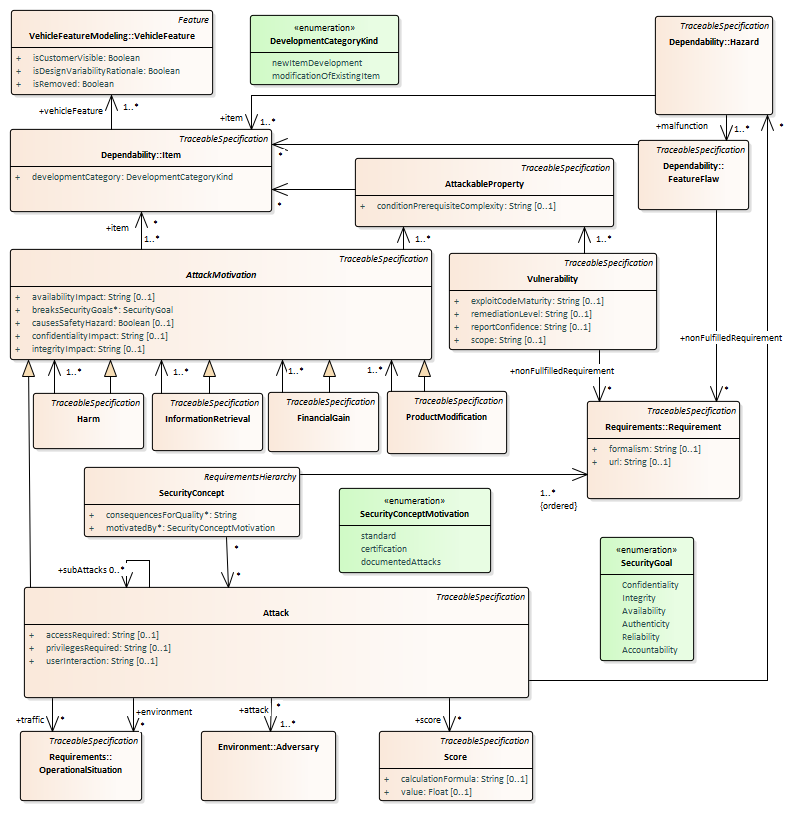 Feature
VehicleFeatureModeling::VehicleFeature
+ isCustomerVisible: Boolean
+ isDesignVariabilityRationale: Boolean
+ isRemoved: Boolean
«enumeration»
DevelopmentCategoryKind
newItemDevelopment
modificationOfExistingItem
TraceableSpecification
Dependability::Hazard
+vehicleFeature
1..*
+item
1..*
+malfunction
1..*
*
TraceableSpecification
Dependability::Item
+ developmentCategory: DevelopmentCategoryKind
*
*
TraceableSpecification
Dependability::
FeatureFlaw
TraceableSpecification
AttackableProperty
+ conditionPrerequisiteComplexity: String [0..1]
+item
*
1..*
1..*
1..*
TraceableSpecification
AttackMotivation
+ availabilityImpact: String [0..1]
+ breaksSecurityGoals*: SecurityGoal
+ causesSafetyHazard: Boolean [0..1]
+ confidentialityImpact: String [0..1]
+ integrityImpact: String [0..1]
TraceableSpecification
Vulnerability
+ exploitCodeMaturity: String [0..1]
+ remediationLevel: String [0..1]
+ reportConfidence: String [0..1]
+ scope: String [0..1]
+nonFulfilledRequirement
*
+nonFullfilledRequirement
*
1..*
1..*
1..*
1..*
TraceableSpecification
Harm
TraceableSpecification
InformationRetrieval
TraceableSpecification
FinancialGain
TraceableSpecification
ProductModification
TraceableSpecification
Requirements::Requirement
+ formalism: String [0..1]
+ url: String [0..1]
RequirementsHierarchy
SecurityConcept
+ consequencesForQuality*: String
+ motivatedBy*: SecurityConceptMotivation
1..*
{ordered}
«enumeration»
SecurityConceptMotivation
standard
certification
documentedAttacks
«enumeration»
SecurityGoal
Confidentiality
Integrity
Availability
Authenticity
Reliability
Accountability
*
+subAttacks 0..*
*
TraceableSpecification
Attack
+ accessRequired: String [0..1]
+ privilegesRequired: String [0..1]
+ userInteraction: String [0..1]
+traffic
*
+environment
*
+attack
*
1..*
+score
*
TraceableSpecification
Requirements::
OperationalSituation
Environment::Adversary
TraceableSpecification
Score
+ calculationFormula: String [0..1]
+ value: Float [0..1]